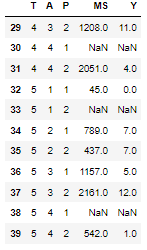 T A P MS Y
29 4 3 2 1208.0 11.0
30 4 4 1 NaN NaN
31 4 4 2 2051.0 4.0
32 5 1 1 45.0 0.0
33 5 1 2 NaN NaN
34 5 2 1 789.0 7.0
35 5 2 2 437.0 7.0
36 5 3 1 1157.0 5.0
37 5 3 2 2161.0 12.0
38 5 4 1 NaN NaN
39 5 4 2 542.0 1.0